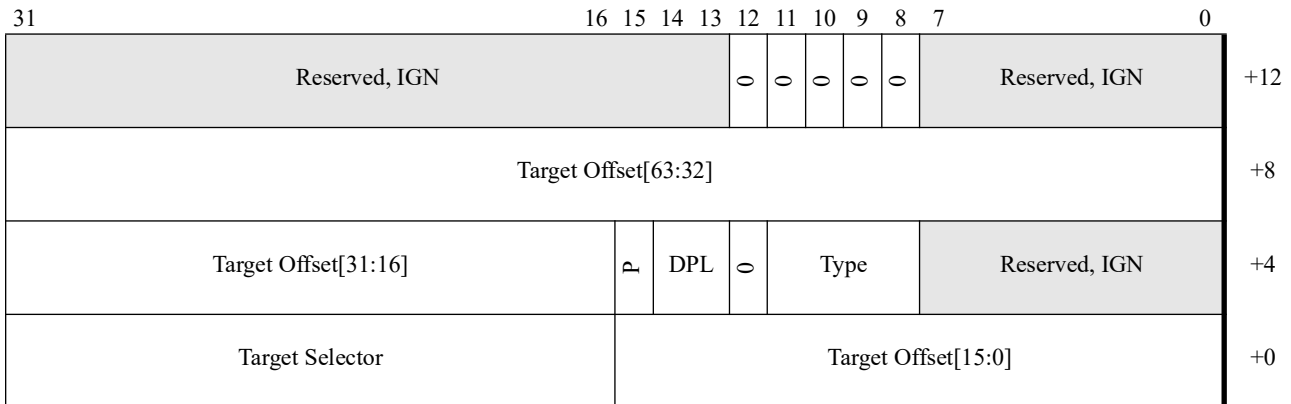 31 16 15 14 13 12 11 10 9 8 7 0
Reserved, IGN 0 0 0 0 0 Reserved, IGN +12
Target Offset[63:32] +8
Target Offset[31:16] P DPL 0 Type Reserved, IGN +4
Target Selector Target Offset[15:0] +0